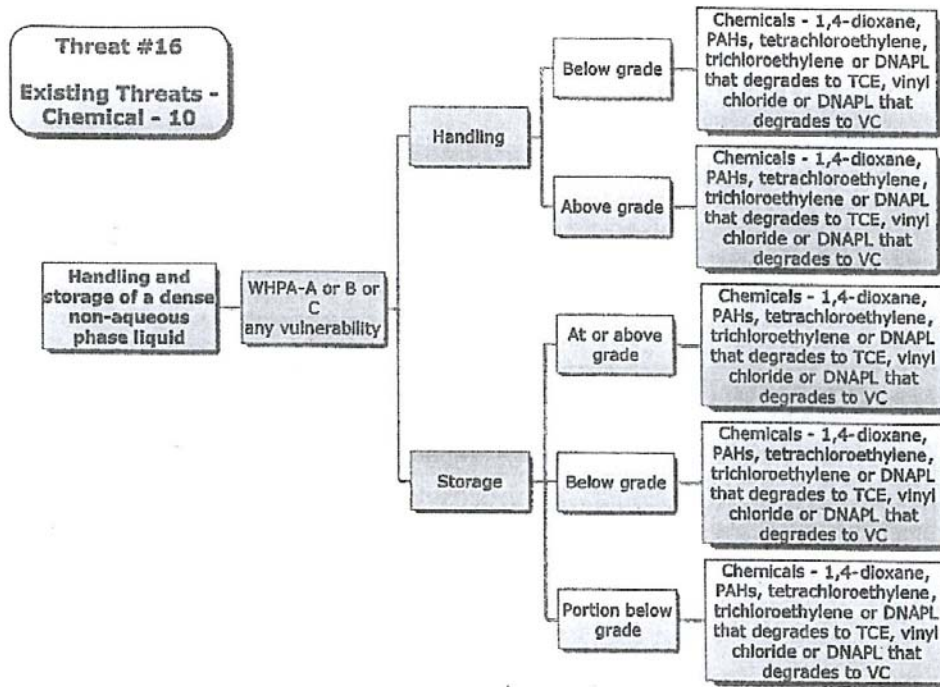 Threat #16
Existing Threats -
Chemical - 10
Handling and
storage of a dense
non-aqueous
phase liquid
WHPA-A or B or
C
any vulnerability
Handling
Below grade
Chemicals - 1,4-dioxane,
PAHs, tetrachloroethylene,
trichloroethylene or DNAPL
that degrades to TCE, vinyl
chloride or DNAPL that
degrades to VC
Above grade
Chemicals - 1,4-dioxane,
PAHs, tetrachloroethylene,
trichloroethylene or DNAPL
that degrades to TCE, vinyl
chloride or DNAPL that
degrades to VC
Storage
At or above
grade
Chemicals - 1,4-dioxane,
PAHs, tetrachloroethylene,
trichloroethylene or DNAPL
that degrades to TCE, vinyl
chloride or DNAPL that
degrades to VC
Below grade
Chemicals - 1,4-dioxane,
PAHs, tetrachloroethylene,
trichloroethylene or DNAPL
that degrades to TCE, vinyl
chloride or DNAPL that
degrades to VC
Portion below
grade
Chemicals - 1,4-dioxane,
PAHs, tetrachloroethylene,
trichloroethylene or DNAPL
that degrades to TCE, vinyl
chloride or DNAPL that
degrades to VC